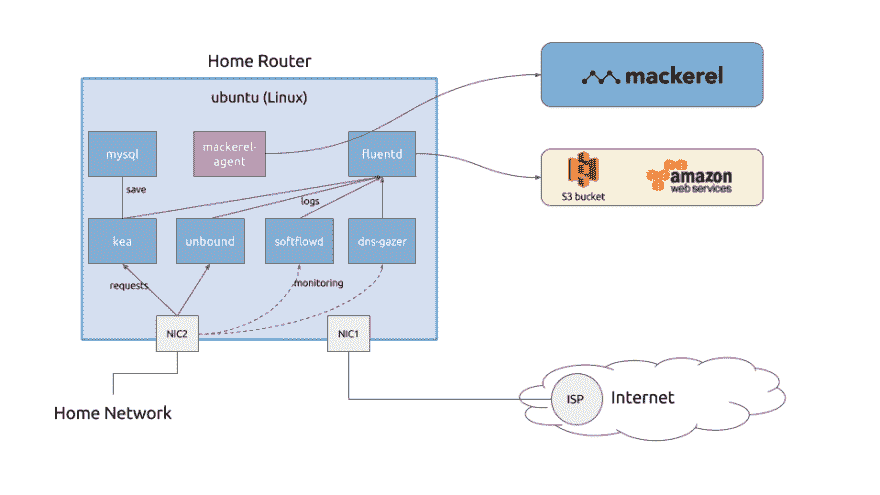 Home Router
mackerel
ubuntu (Linux)
mysql
mackerel-
agent
fluentd
save
logs
S3 bucket
amazon
web services
kea
unbound
softflowd
dns-gazer
requests
monitoring
NIC2
NIC1
Home Network
ISP
Internet